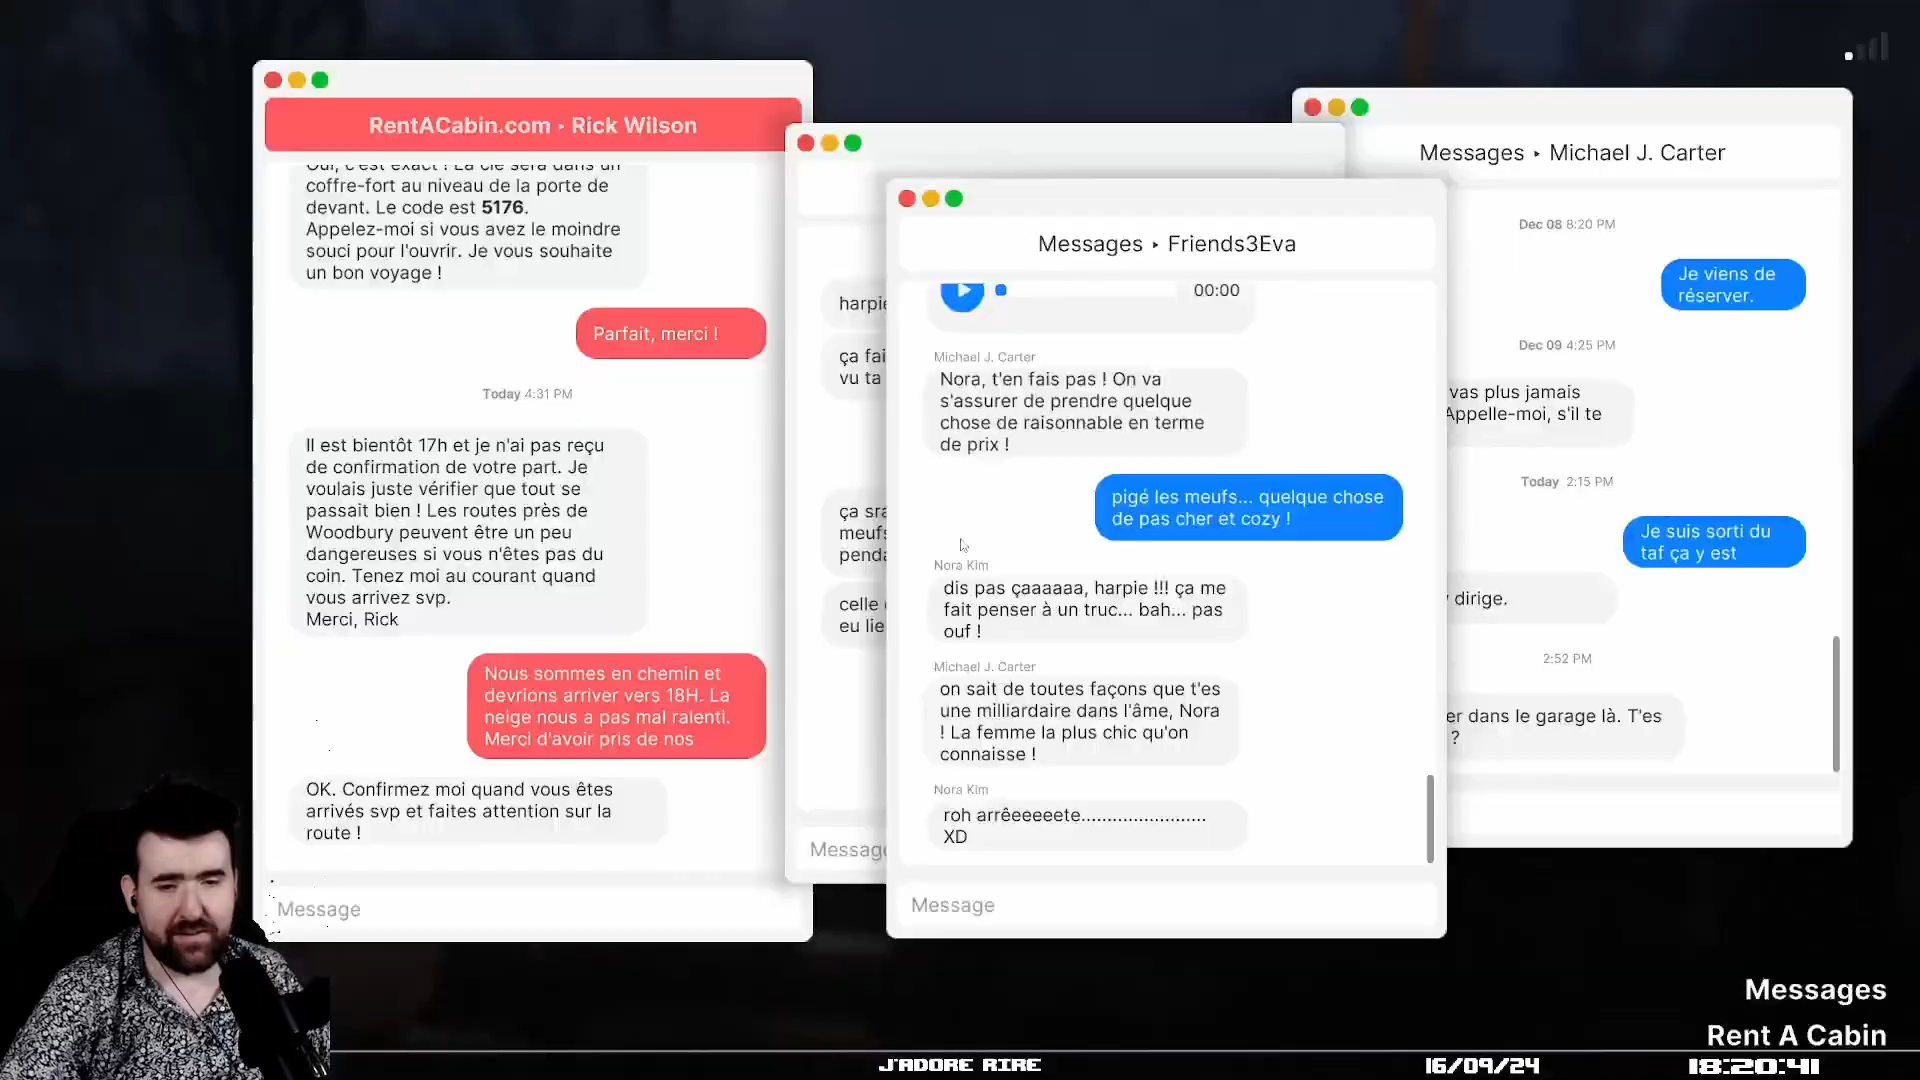 RentACabin.com ▸ Rick Wilson
Oui, c'est exact ! La clé sera dans un
coffre-fort au niveau de la porte de
devant. Le code est 5176.
Appelez-moi si vous avez le moindre
souci pour l'ouvrir. Je vous souhaite
un bon voyage !
Parfait, merci !
Today 4:31 PM
Il est bientôt 17h et je n'ai pas reçu
de confirmation de votre part. Je
voulais juste vérifier que tout se
passait bien ! Les routes près de
Woodbury peuvent être un peu
dangereuses si vous n'êtes pas du
coin. Tenez moi au courant quand
vous arrivez svp.
Merci, Rick
Nous sommes en chemin et
devrions arriver vers 18H. La
neige nous a pas mal ralenti.
Merci d'avoir pris de nos
OK. Confirmez moi quand vous êtes
arrivés svp et faites attention sur la
route !
Message
harpie
ça fai
vu ta
ça sra
meufs
penda
celle
eu lie
Message
Messages ▸ Friends3Eva
00:00
Michael J. Carter
Nora, t'en fais pas ! On va
s'assurer de prendre quelque
chose de raisonnable en terme
de prix !
pigé les meufs... quelque chose
de pas cher et cozy !
Nora Kim
dis pas çaaaaaa, harpie !!! ça me
fait penser à un truc... bah... pas
ouf !
Michael J. Carter
on sait de toutes façons que t'es
une milliardaire dans l'âme, Nora
! La femme la plus chic qu'on
connaisse !
Nora Kim
roh arrêeeeeete........................
XD
Message
Messages ▸ Michael J. Carter
Dec 08 8:20 PM
Je viens de
réserver.
Dec 09 4:25 PM
vas plus jamais
Appelle-moi, s'il te
Today 2:15 PM
Je suis sorti du
taf ça y est
dirige.
2:52 PM
er dans le garage là. T'es
?
Messages
Rent A Cabin
J'ADORE RIRE
16/09/24
18:20:41